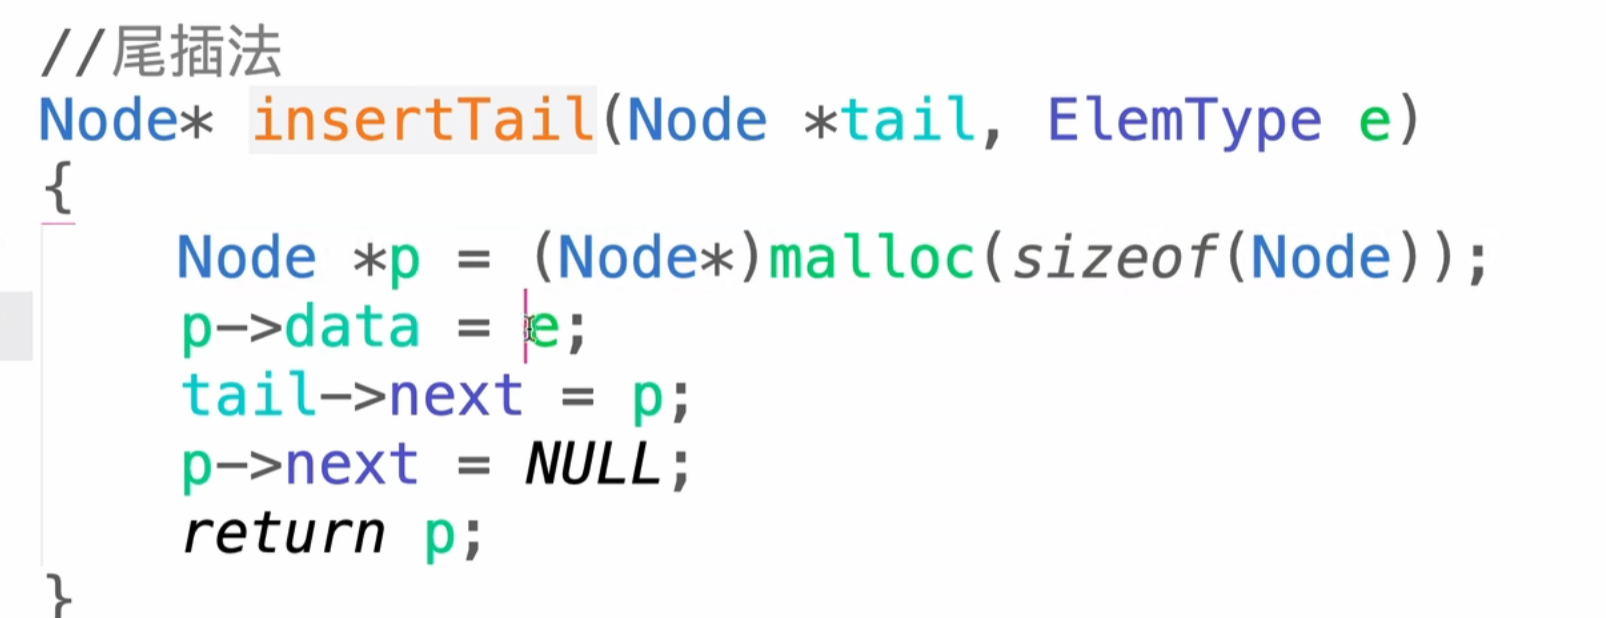 //尾插法
Node* insertTail(Node *tail, ElemType e)
{
    Node *p = (Node*)malloc(sizeof(Node));
    p->data = e;
    tail->next = p;
    p->next = NULL;
    return p;
}